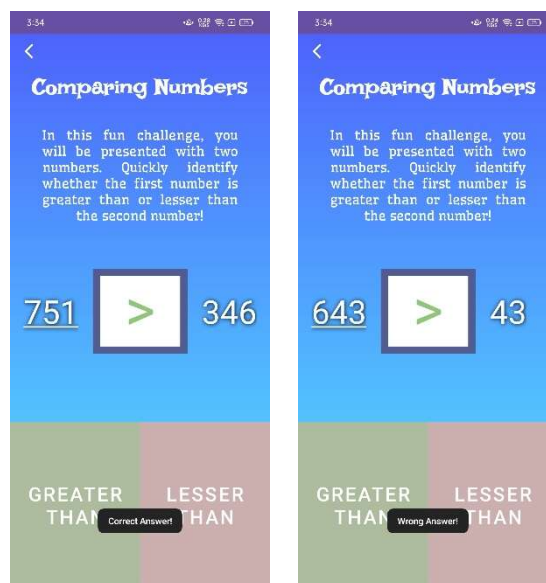 3:34
Comparing Numbers
In this fun challenge, you
will be presented with two
numbers. Quickly identify
whether the first number is
greater than or lesser than
the second number!
751 > 346
GREATER
THAN
LESSER
THAN
Correct Answer!
3:34
Comparing Numbers
In this fun challenge, you
will be presented with two
numbers. Quickly identify
whether the first number is
greater than or lesser than
the second number!
643 > 43
GREATER
THAN
LESSER
THAN
Wrong Answer!